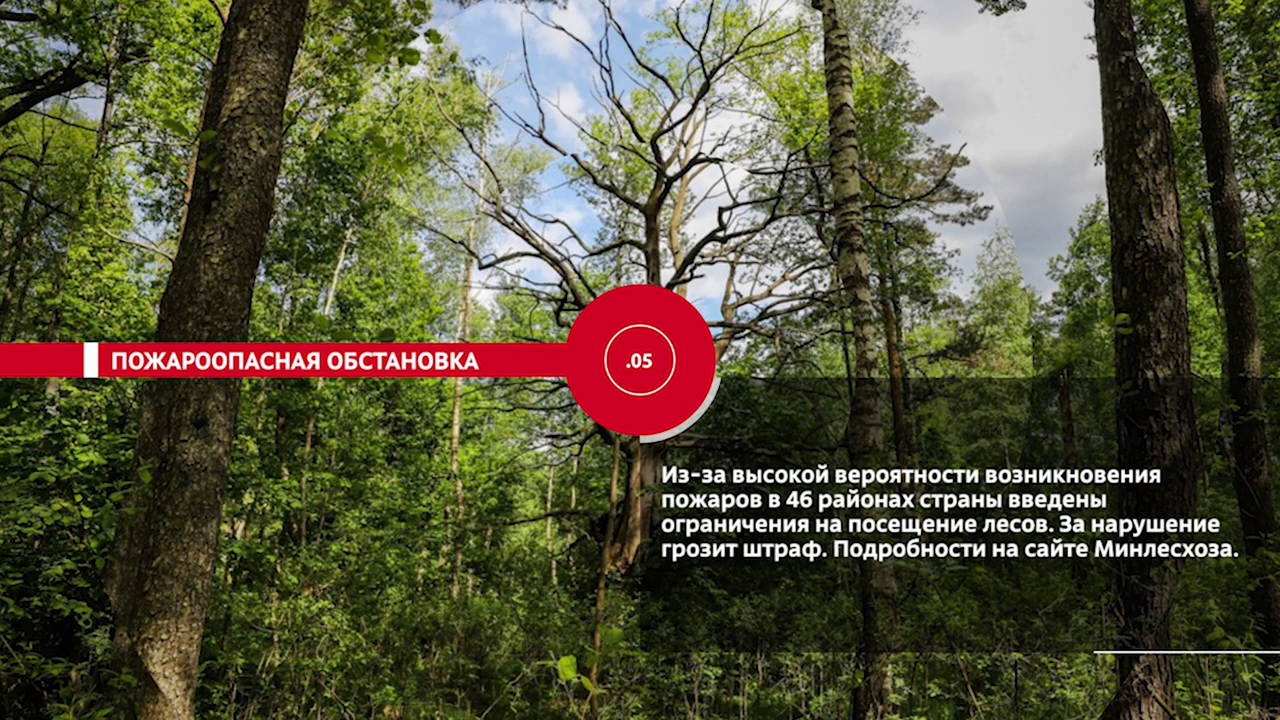 ПОЖАРООПАСНАЯ ОБСТАНОВКА
.05
Из-за высокой вероятности возникновения
пожаров в 46 районах страны введены
ограничения на посещение лесов. За нарушение
грозит штраф. Подробности на сайте Минлесхоза.